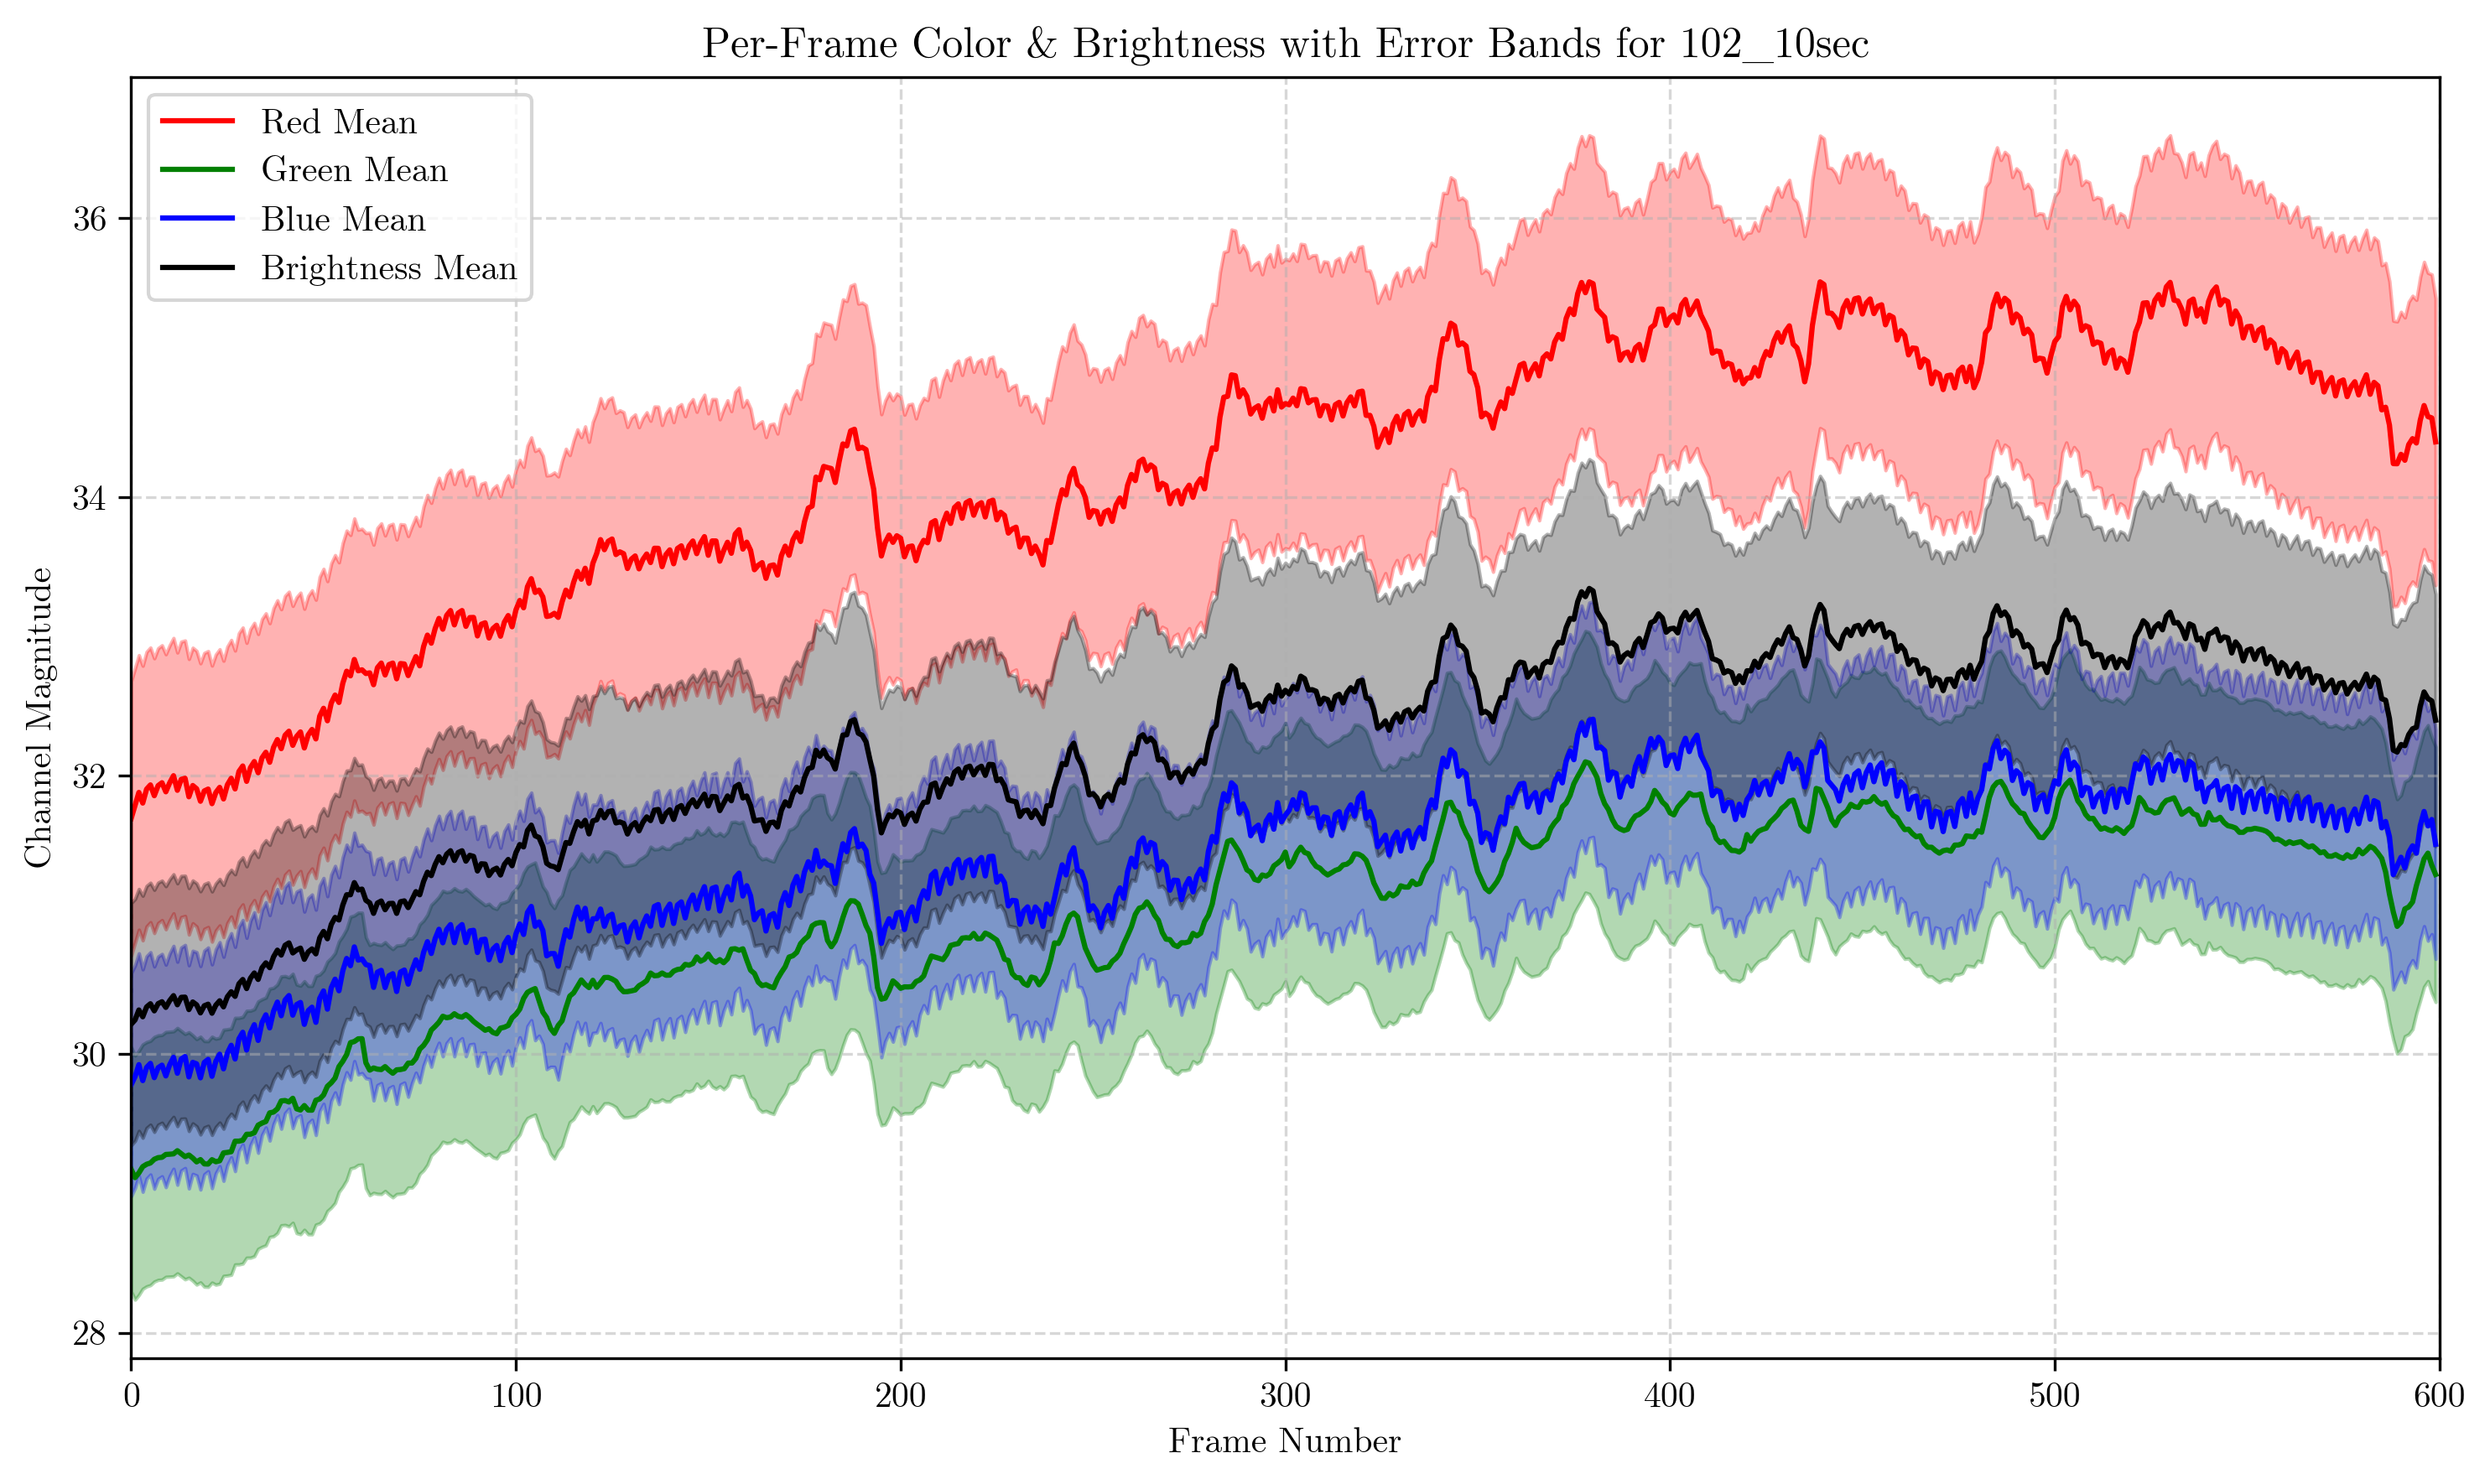 Per-Frame Color & Brightness with Error Bands for 102_10sec
Red Mean
Green Mean
Blue Mean
Brightness Mean
Channel Magnitude
36
34
32
30
28
0 100 200 300 400 500 600
Frame Number